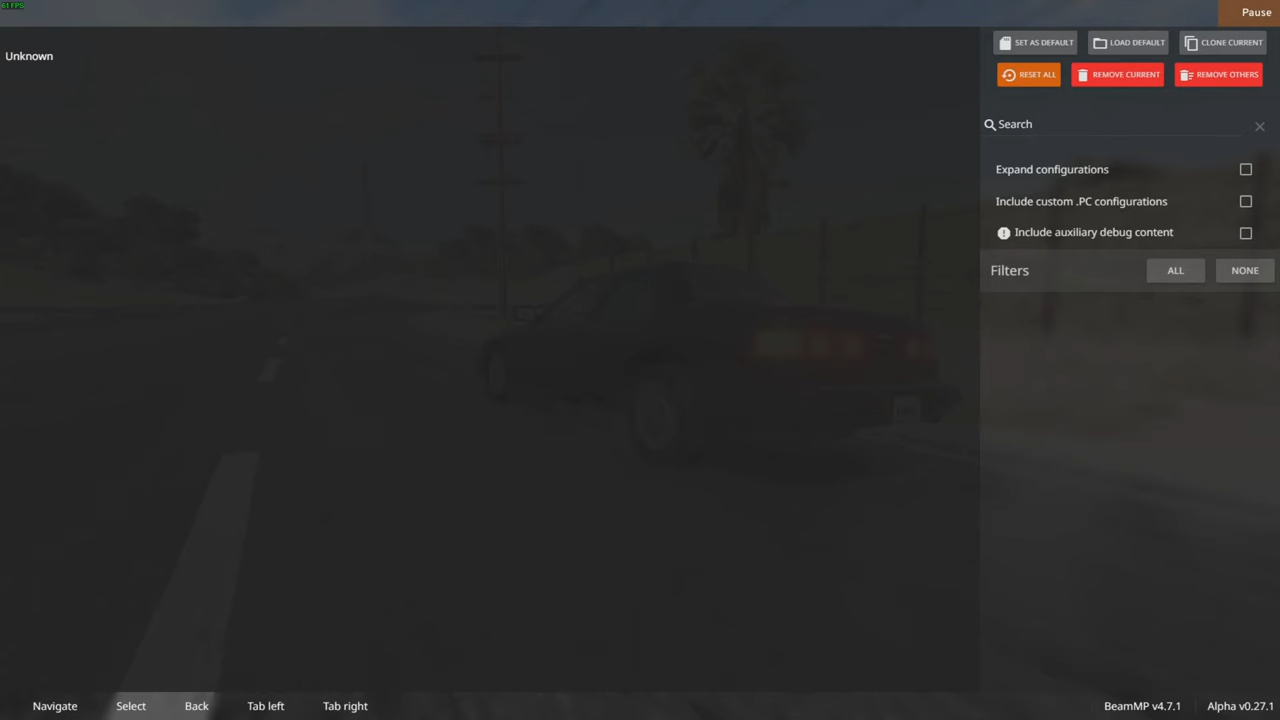 61 FPS
Pause
Unknown
SET AS DEFAULT
LOAD DEFAULT
CLONE CURRENT
RESET ALL
REMOVE CURRENT
REMOVE OTHERS
Search
Expand configurations
Include custom .PC configurations
Include auxiliary debug content
Filters
ALL
NONE
Navigate
Select
Back
Tab left
Tab right
BeamMP v4.7.1
Alpha v0.27.1